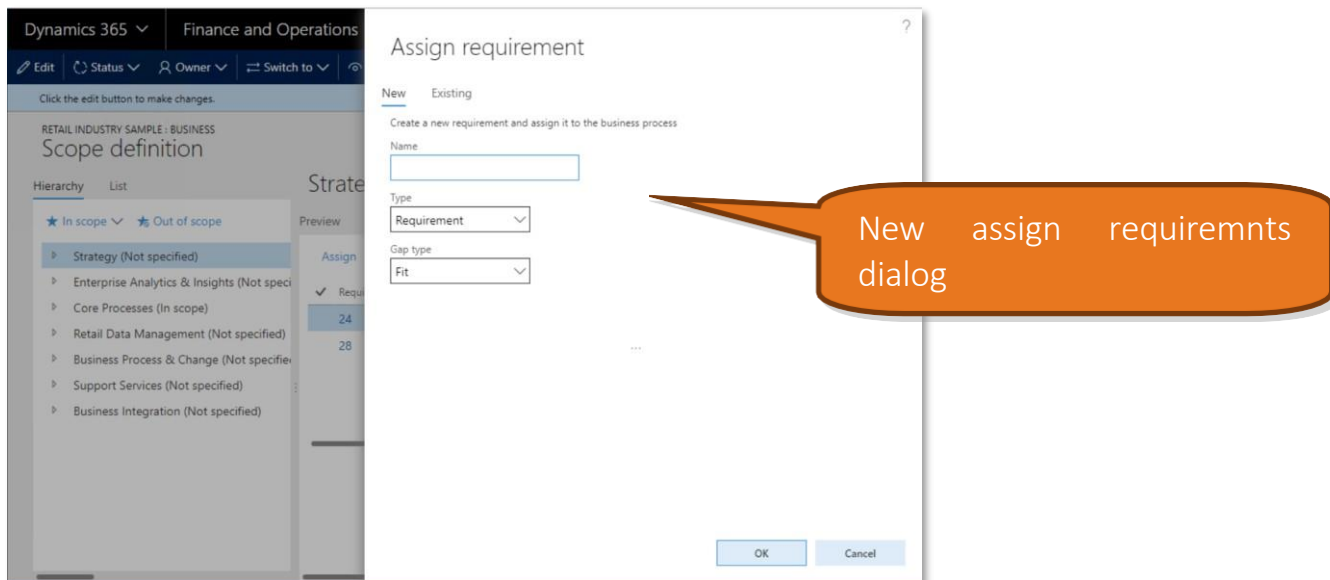 Dynamics 365
Finance and Operations
Edit Status Owner Switch to
Click the edit button to make changes.
RETAIL INDUSTRY SAMPLE : BUSINESS
Scope definition
Hierarchy List
In scope Out of scope
Strategy (Not specified)
Enterprise Analytics & Insights (Not speci
Core Processes (In scope)
Retail Data Management (Not specified)
Business Process & Change (Not specifie
Support Services (Not specified)
Business Integration (Not specified)
Strate
Preview
Assign
Requi
24
28
?
Assign requirement
New Existing
Create a new requirement and assign it to the business process
Name
Type
Requirement
Gap type
Fit
...
OK Cancel
New assign requiremnts
dialog